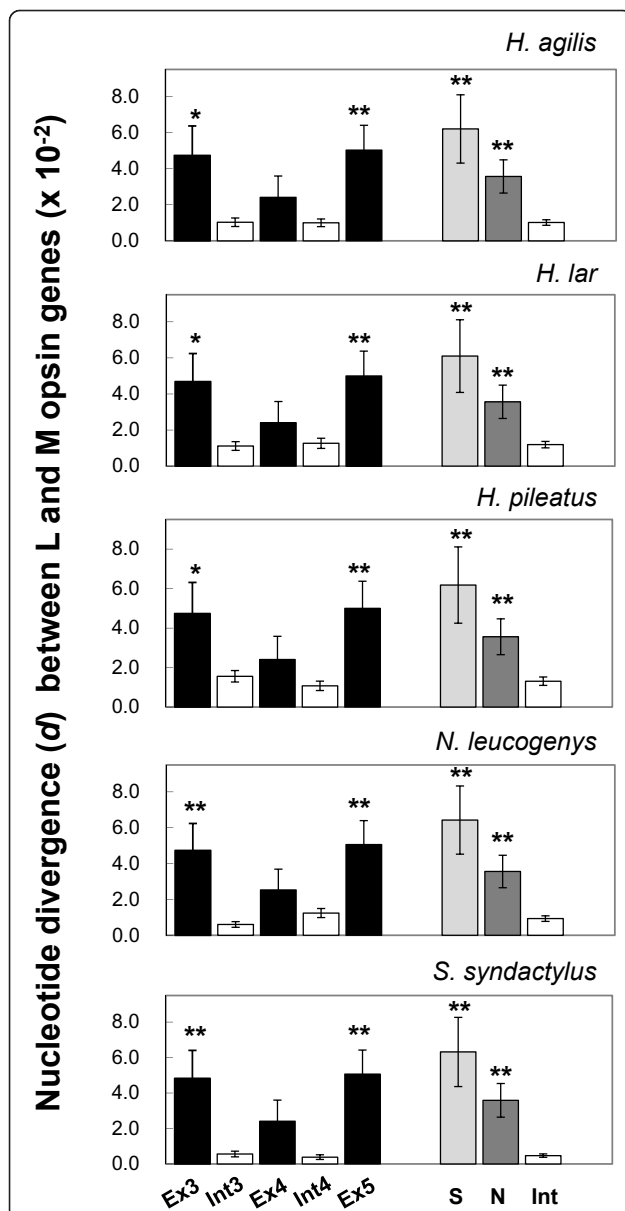 Nucleotide divergence (d) between L and M opsin genes (x 10-2)
H. agilis
8.0
6.0
4.0
2.0
0.0
* ** ** **
H. lar
8.0
6.0
4.0
2.0
0.0
* ** ** **
H. pileatus
8.0
6.0
4.0
2.0
0.0
* ** ** **
N. leucogenys
8.0
6.0
4.0
2.0
0.0
** ** ** **
S. syndactylus
8.0
6.0
4.0
2.0
0.0
** ** ** **
Ex3 Int3 Ex4 Int4 Ex5 S N Int